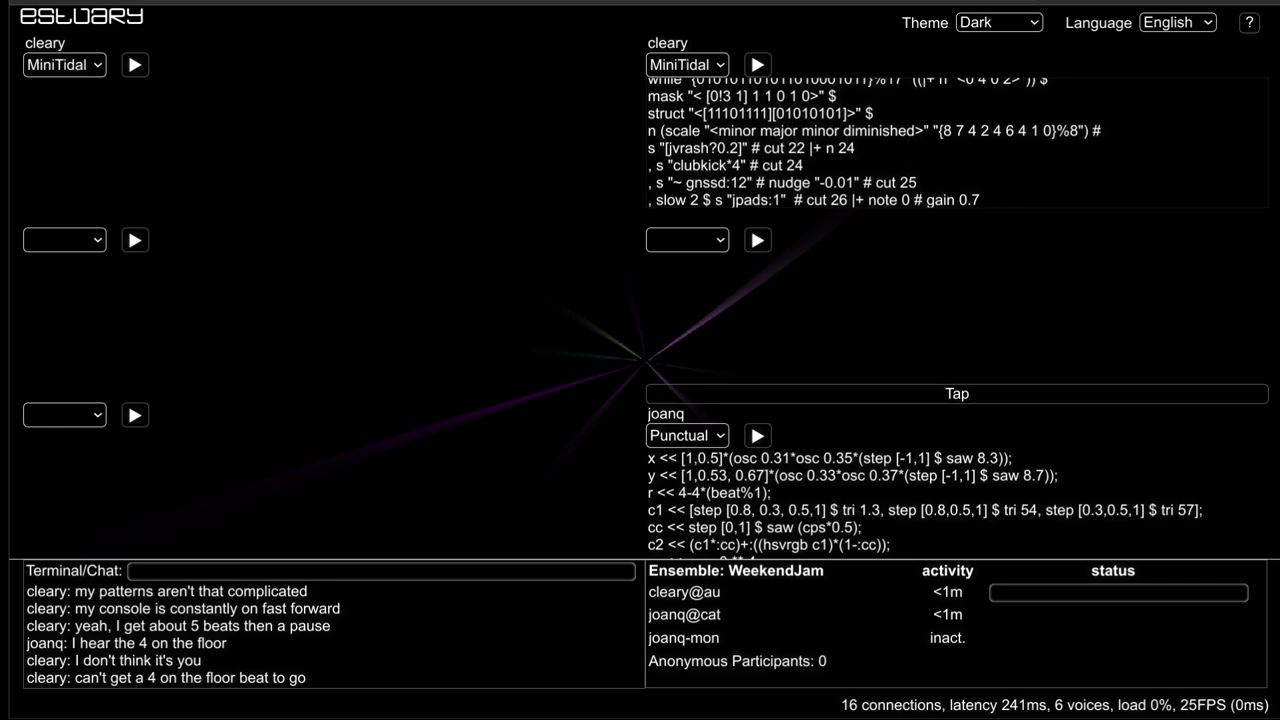 estuary
Theme Dark Language English ?
cleary
MiniTidal
cleary
MiniTidal
while "{0101011010110100010 11}%17" ((|+ n "<0 4 0 2>")) $
mask "< [0!3 1] 1 1 0 1 0>" $
struct "<[11101111][01010101]>" $
n (scale "<minor major minor diminished>" "{8 7 4 2 4 6 4 1 0}%8") #
s "[jvrash?0.2]" # cut 22 |+ n 24
, s "clubkick*4" # cut 24
, s "~ gnssd:12" # nudge "-0.01" # cut 25
, slow 2 $ s "jpads:1" # cut 26 |+ note 0 # gain 0.7
Tap
joanq
Punctual
x << [1,0.5]*(osc 0.31*osc 0.35*(step [-1,1] $ saw 8.3));
y << [1,0.53, 0.67]*(osc 0.33*osc 0.37*(step [-1,1] $ saw 8.7));
r << 4-4*(beat%1);
c1 << [step [0.8, 0.3, 0.5,1] $ tri 1.3, step [0.8,0.5,1] $ tri 54, step [0.3,0.5,1] $ tri 57];
cc << step [0,1] $ saw (cps*0.5);
c2 << (c1*:cc)+:((hsvrgb c1)*(1-:cc));
Terminal/Chat:
cleary: my patterns aren't that complicated
cleary: my console is constantly on fast forward
cleary: yeah, I get about 5 beats then a pause
joanq: I hear the 4 on the floor
cleary: I don't think it's you
cleary: can't get a 4 on the floor beat to go
Ensemble: WeekendJam activity status
cleary@au <1m
joanq@cat <1m
joanq-mon inact.
Anonymous Participants: 0
16 connections, latency 241ms, 6 voices, load 0%, 25FPS (0ms)